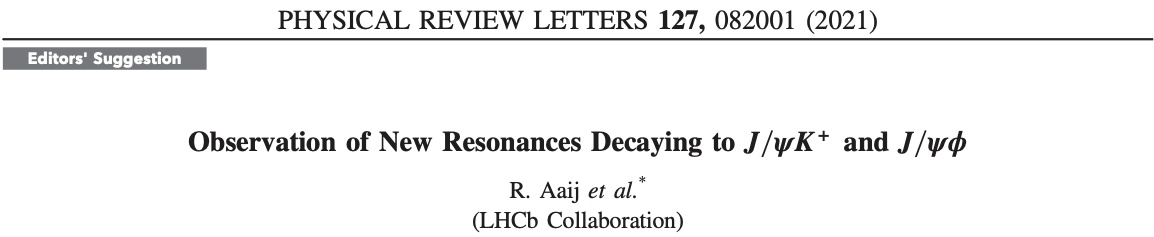 PHYSICAL REVIEW LETTERS 127, 082001 (2021)
Editors' Suggestion
Observation of New Resonances Decaying to J/ψK⁺ and J/ψϕ
R. Aaij et al.*
(LHCb Collaboration)